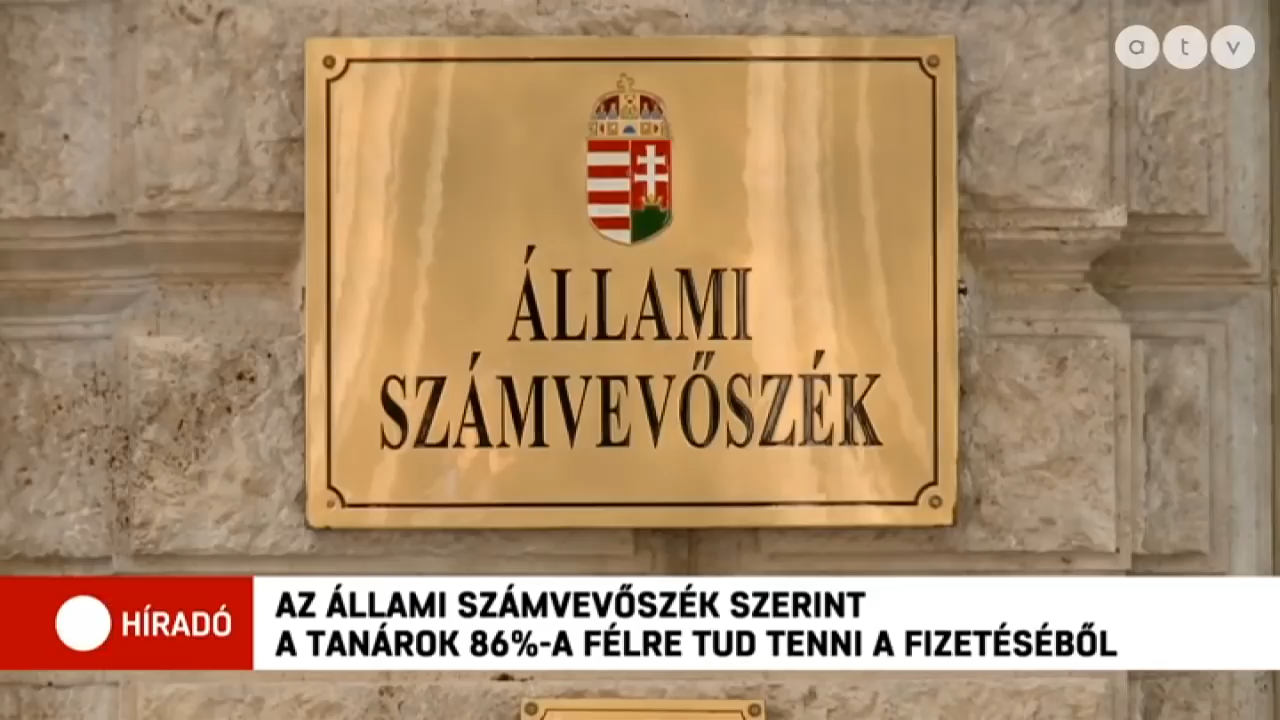 atv
ÁLLAMI
SZÁMVEVŐSZÉK
HÍRADÓ
AZ ÁLLAMI SZÁMVEVŐSZÉK SZERINT
A TANÁROK 86%-A FÉLRE TUD TENNI A FIZETÉSÉBŐL